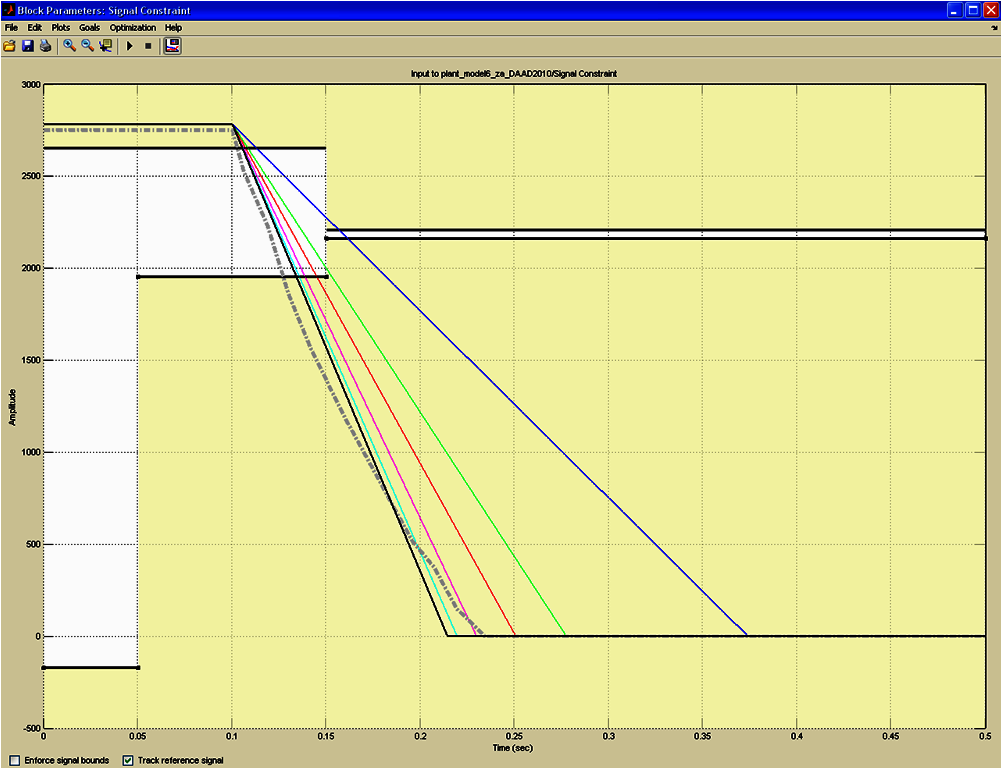 Block Parameters: Signal Constraint
File Edit Plots Goals Optimization Help
Input to plant_model6_za_DAAD2010/Signal Constraint
3000
2500
2000
1500
1000
500
0
-500
Amplitude
0 0.05 0.1 0.15 0.2 0.25 0.3 0.35 0.4 0.45 0.5
Time (sec)
Enforce signal bounds Track reference signal